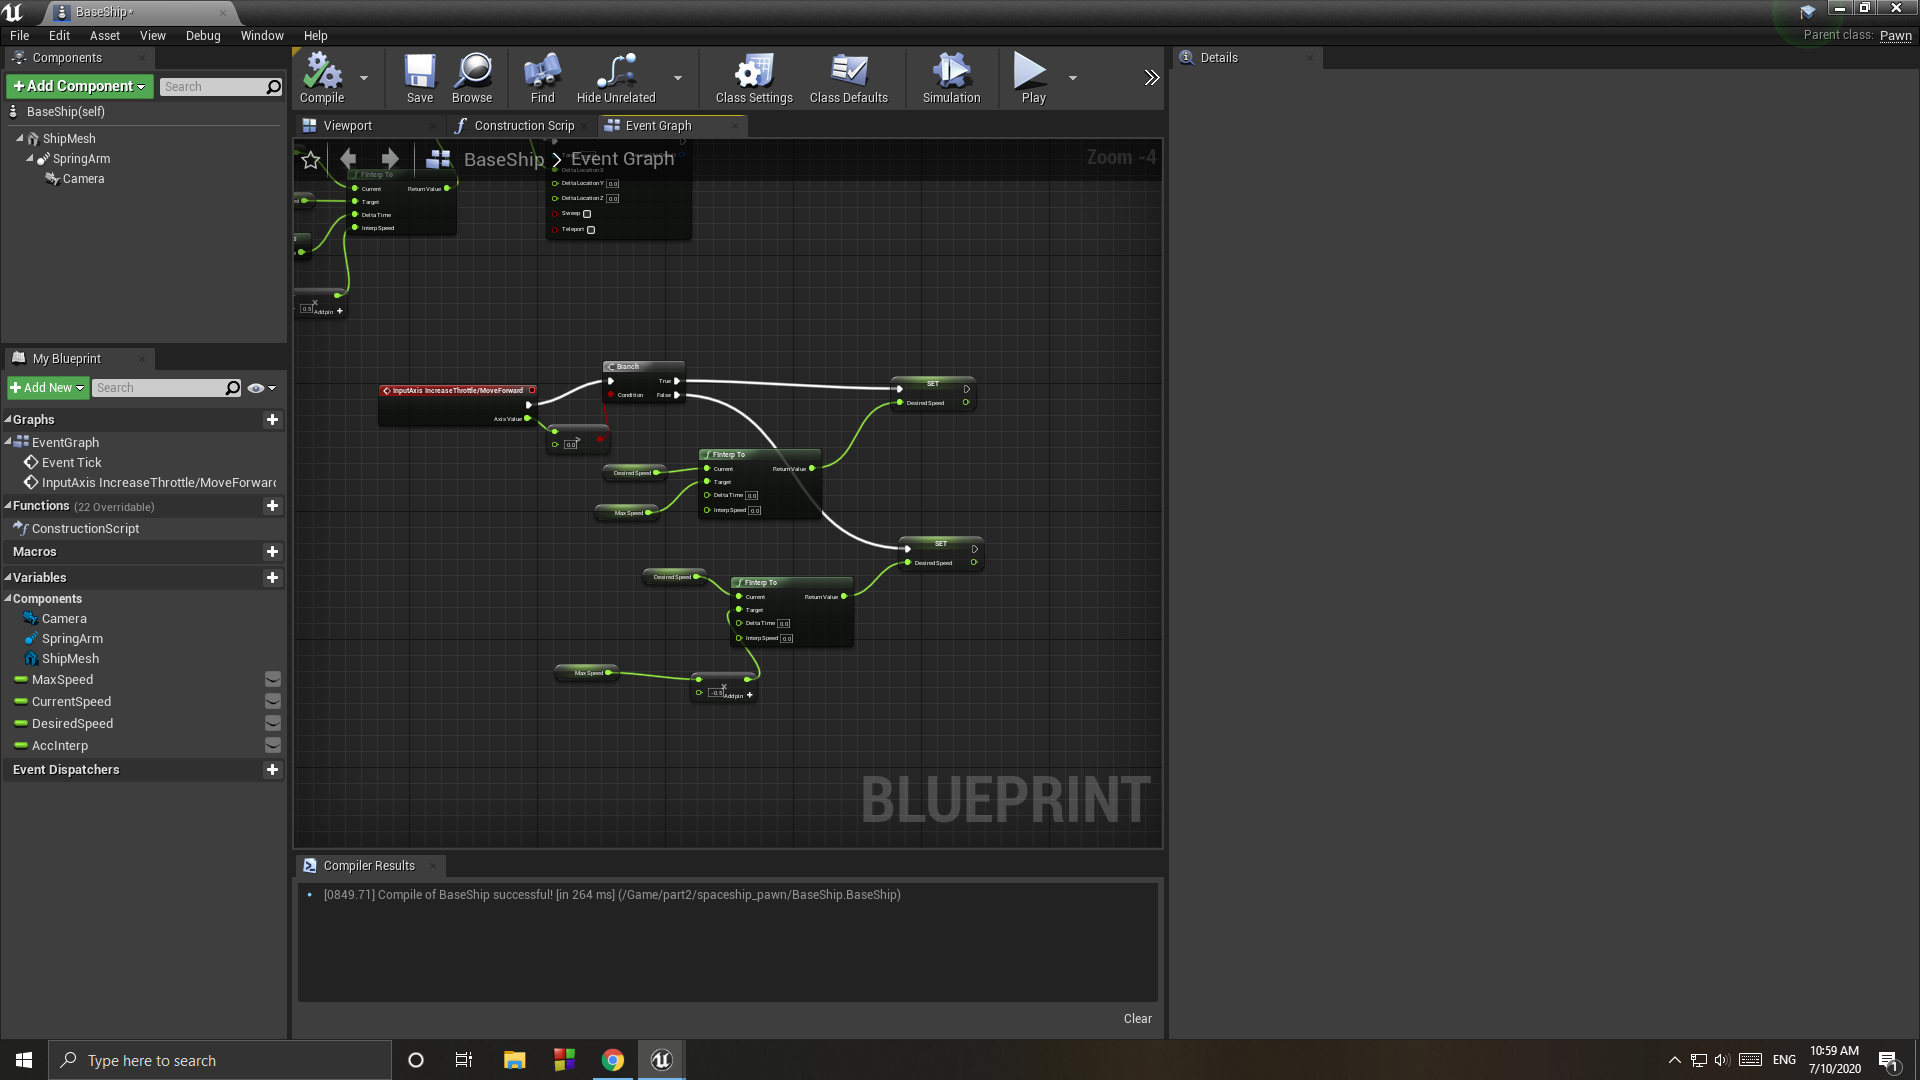 BaseShip*
File Edit Asset View Debug Window Help
Parent class: Pawn
Components
+Add Component
Search
BaseShip(self)
ShipMesh
SpringArm
Camera
My Blueprint
+Add New
Search
Graphs
EventGraph
Event Tick
InputAxis IncreaseThrottle/MoveForward
Functions (22 Overridable)
ConstructionScript
Macros
Variables
Components
Camera
SpringArm
ShipMesh
MaxSpeed
CurrentSpeed
DesiredSpeed
AccInterp
Event Dispatchers
Compile
Save
Browse
Find
Hide Unrelated
Class Settings
Class Defaults
Simulation
Play
Viewport
Construction Scrip
Event Graph
BaseShip > Event Graph
Zoom -4
FInterp To
Current Return Value
Target
Delta Time
Interp Speed
Delta Location X
Delta Location Y 0.0
Delta Location Z 0.0
Sweep
Teleport
0.5
Add pin +
InputAxis IncreaseThrottle/MoveForward
Axis Value
Branch
True
Condition False
0.0
>
SET
Desired Speed
Desired Speed
Max Speed
FInterp To
Current Return Value
Target
Delta Time 0.0
Interp Speed 0.0
SET
Desired Speed
Desired Speed
FInterp To
Current Return Value
Target
Delta Time 0.0
Interp Speed 0.0
Max Speed
-0.5
Add pin +
BLUEPRINT
Compiler Results
[0849.71] Compile of BaseShip successful! [in 264 ms] (/Game/part2/spaceship_pawn/BaseShip.BaseShip)
Clear
Details
Type here to search
ENG
10:59 AM
7/10/2020
1